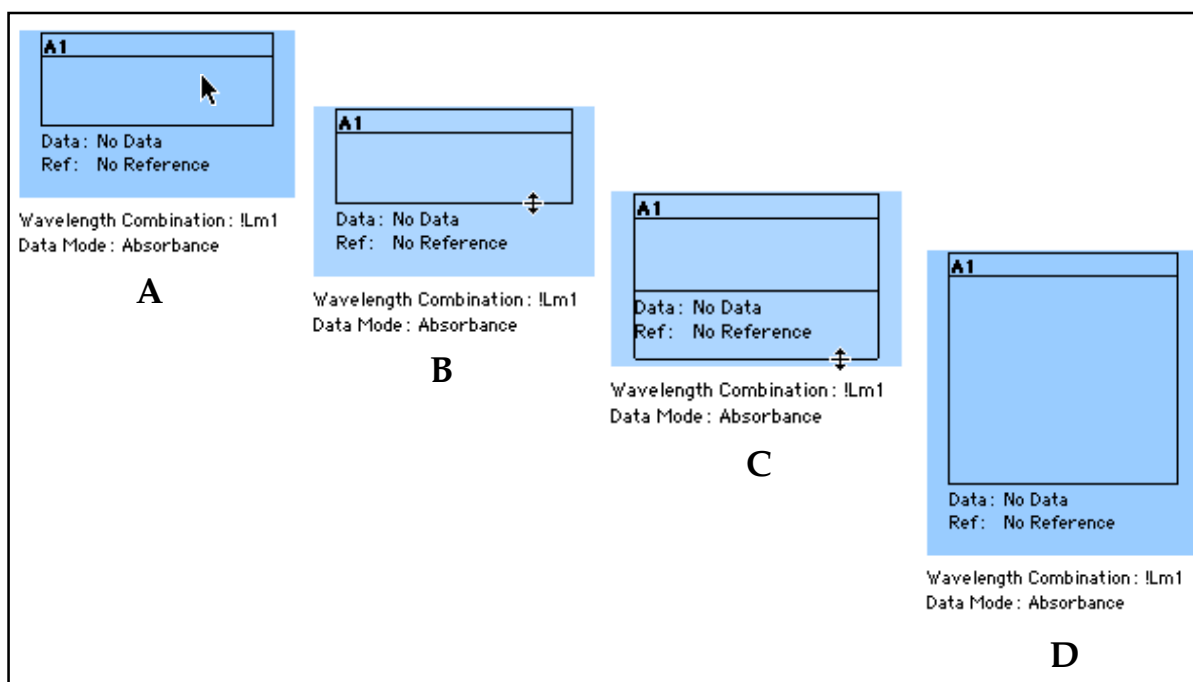 A1
Data: No Data
Ref: No Reference
Wavelength Combination: !Lm1
Data Mode: Absorbance
A
A1
Data: No Data
Ref: No Reference
Wavelength Combination: !Lm1
Data Mode: Absorbance
B
A1
Data: No Data
Ref: No Reference
Wavelength Combination: !Lm1
Data Mode: Absorbance
C
A1
Data: No Data
Ref: No Reference
Wavelength Combination: !Lm1
Data Mode: Absorbance
D